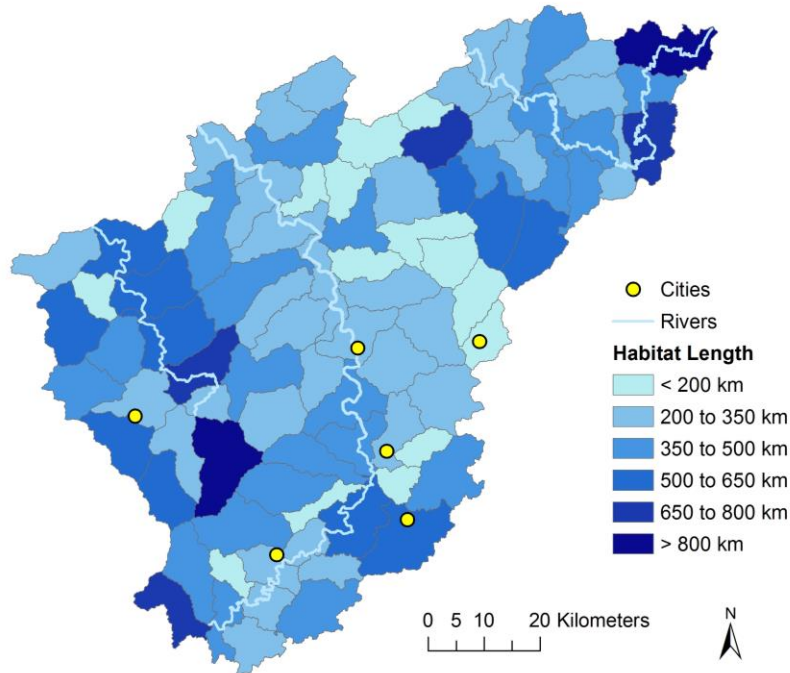 Cities
Rivers
Habitat Length
< 200 km
200 to 350 km
350 to 500 km
500 to 650 km
650 to 800 km
> 800 km
0 5 10 20 Kilometers
N